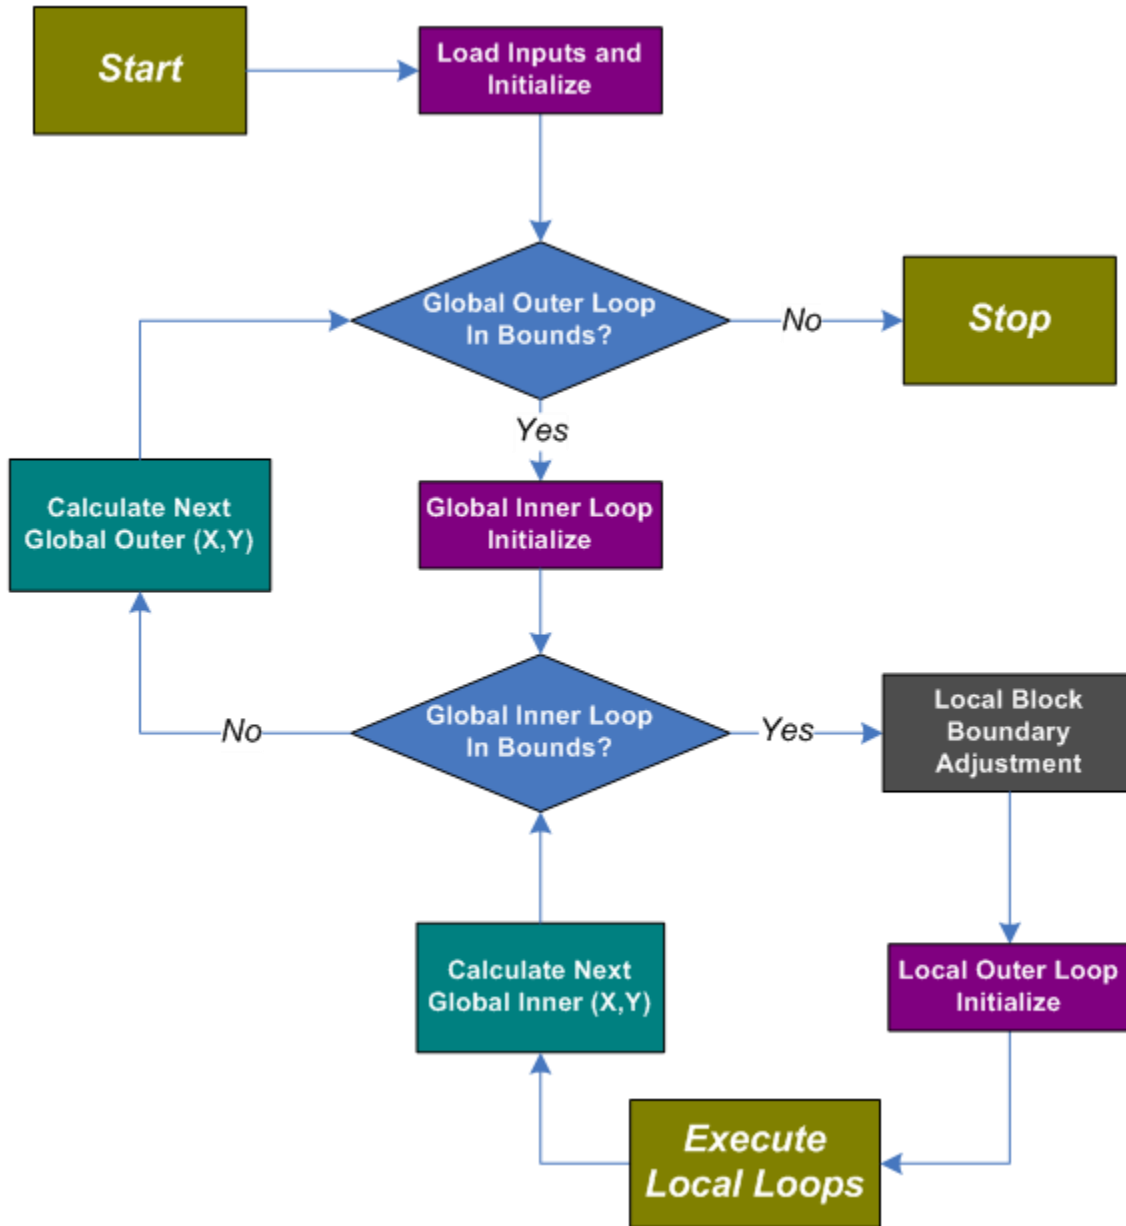 Start
Load Inputs and
Initialize
Global Outer Loop
In Bounds?
No
Stop
Yes
Calculate Next
Global Outer (X,Y)
Global Inner Loop
Initialize
Global Inner Loop
In Bounds?
No
Yes
Local Block
Boundary
Adjustment
Calculate Next
Global Inner (X,Y)
Local Outer Loop
Initialize
Execute
Local Loops